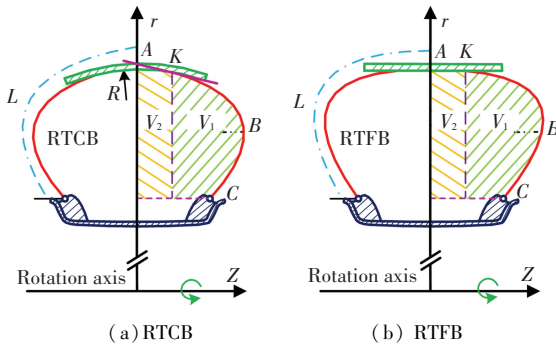 r
A
K
L
R
RTCB
V₂
V₁
B
C
Rotation axis
Z
(a) RTCB
r
A
K
L
RTFB
V₂
V₁
B
C
Rotation axis
Z
(b) RTFB